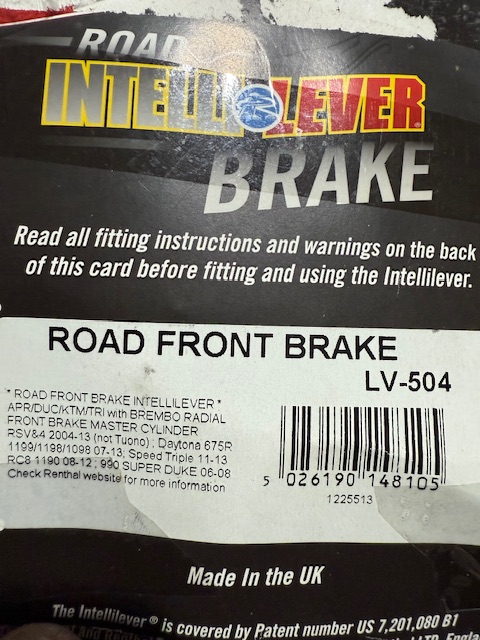 ROAD
INTELLILEVER
BRAKE
Read all fitting instructions and warnings on the back
of this card before fitting and using the Intellilever.
ROAD FRONT BRAKE
LV-504
* ROAD FRONT BRAKE INTELLILEVER *
APR/DUC/KTM/TRI with BREMBO RADIAL
FRONT BRAKE MASTER CYLINDER
RSV&4 2004-13 (not Tuono) ; Daytona 675R
1199/1198/1098 07-13; Speed Triple 11-13
RC8 1190 08-12 ; 990 SUPER DUKE 06-08
Check Renthal website for more information
5 026190 148105
1225513
Made In the UK
The Intellilever® is covered by Patent number US 7,201,080 B1